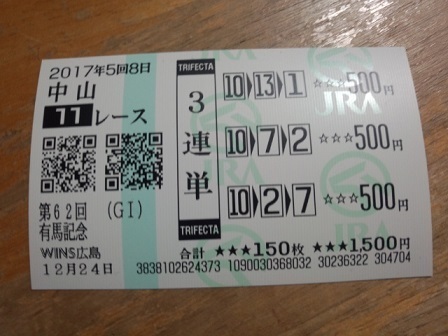 2017年5回8日
中山
11レース
第62回 (GI)
有馬記念
WINS広島
12月24日
TRIFECTA
3連単
TRIFECTA
10▶13▶1 ☆☆☆500円
JRA
10▶7▶2 ☆☆☆500円
10▶2▶7 ☆☆☆500円
合計 ★★★150枚 ★★★1,500円
3838102624373 1090030368032 30236322 304704